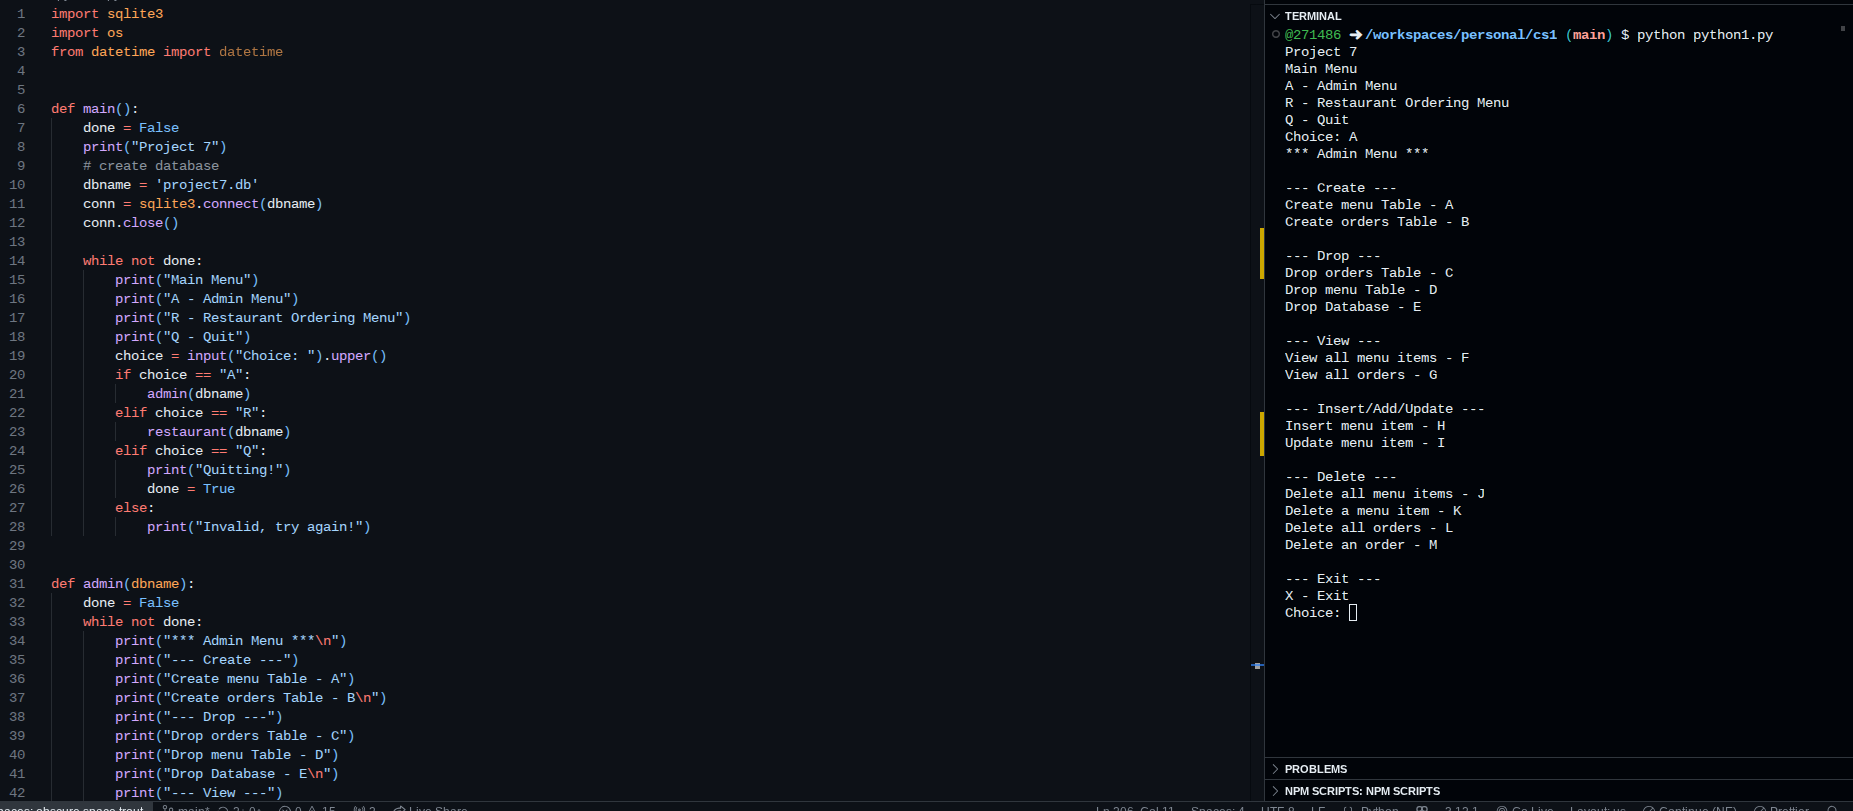 1 import sqlite3
2 import os
3 from datetime import datetime
4
5
6 def main():
7 done = False
8 print("Project 7")
9 # create database
10 dbname = 'project7.db'
11 conn = sqlite3.connect(dbname)
12 conn.close()
13
14 while not done:
15 print("Main Menu")
16 print("A - Admin Menu")
17 print("R - Restaurant Ordering Menu")
18 print("Q - Quit")
19 choice = input("Choice: ").upper()
20 if choice == "A":
21 admin(dbname)
22 elif choice == "R":
23 restaurant(dbname)
24 elif choice == "Q":
25 print("Quitting!")
26 done = True
27 else:
28 print("Invalid, try again!")
29
30
31 def admin(dbname):
32 done = False
33 while not done:
34 print("*** Admin Menu ***\n")
35 print("--- Create ---")
36 print("Create menu Table - A")
37 print("Create orders Table - B\n")
38 print("--- Drop ---")
39 print("Drop orders Table - C")
40 print("Drop menu Table - D")
41 print("Drop Database - E\n")
42 print("--- View ---")
TERMINAL
@271486 ➜ /workspaces/personal/cs1 (main) $ python python1.py
Project 7
Main Menu
A - Admin Menu
R - Restaurant Ordering Menu
Q - Quit
Choice: A
*** Admin Menu ***
--- Create ---
Create menu Table - A
Create orders Table - B
--- Drop ---
Drop orders Table - C
Drop menu Table - D
Drop Database - E
--- View ---
View all menu items - F
View all orders - G
--- Insert/Add/Update ---
Insert menu item - H
Update menu item - I
--- Delete ---
Delete all menu items - J
Delete a menu item - K
Delete all orders - L
Delete an order - M
--- Exit ---
X - Exit
Choice:
PROBLEMS
NPM SCRIPTS: NPM SCRIPTS
main* Live Share Spaces: 4 UTF-8 LF Python Go Live Layout: us Continue (NE) Prettier